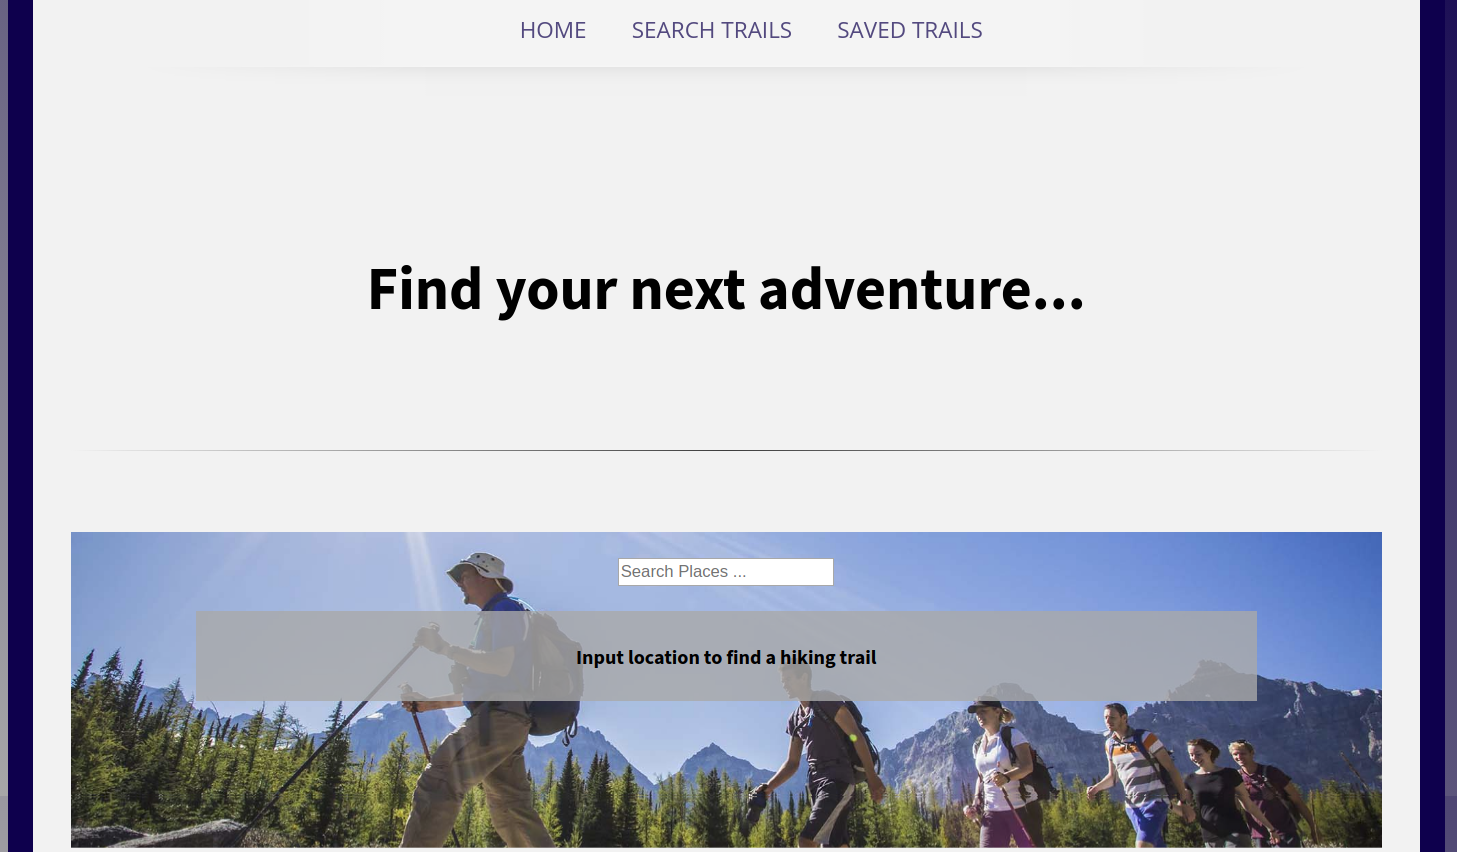 HOME SEARCH TRAILS SAVED TRAILS
Find your next adventure...
Search Places ...
Input location to find a hiking trail